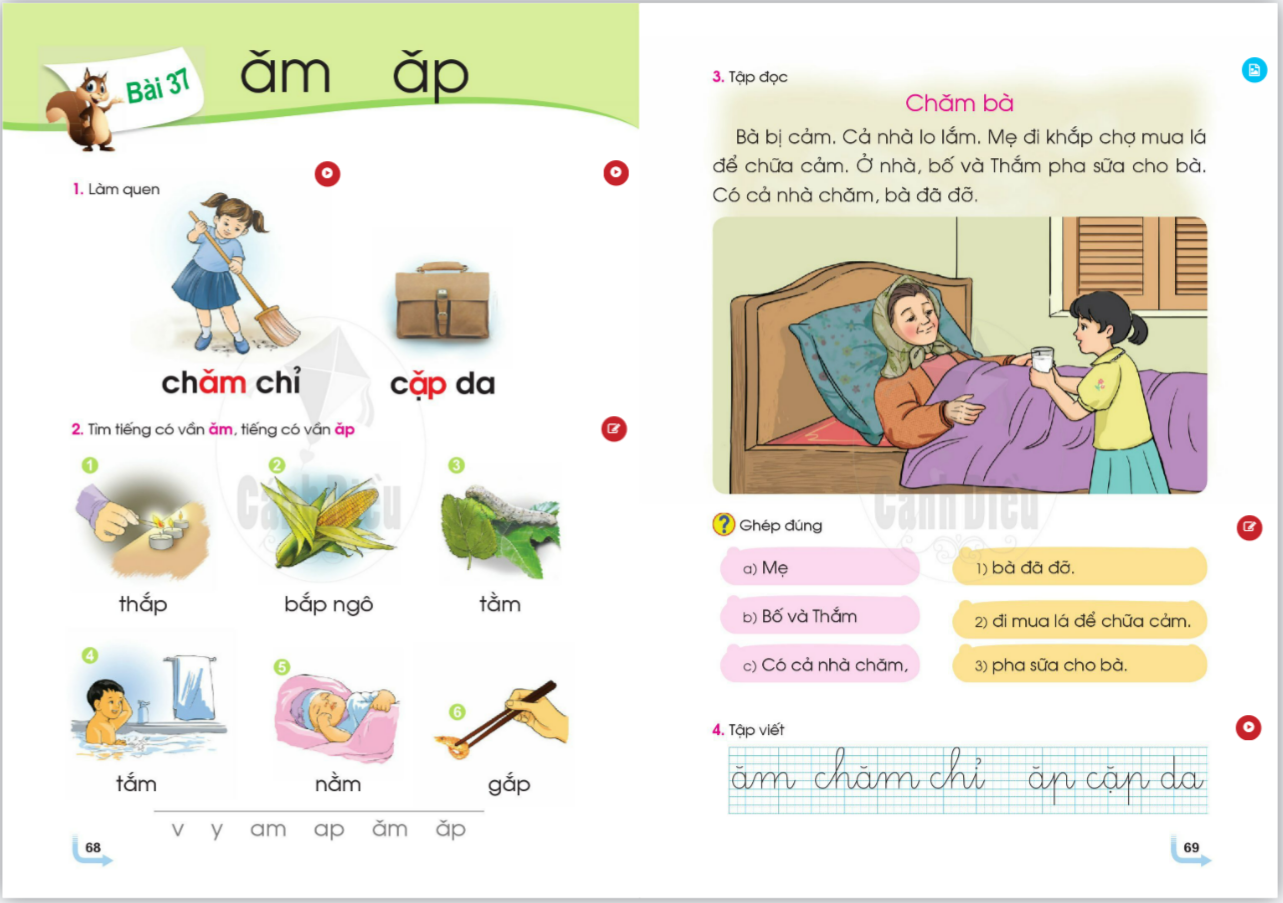 Bài 37
ăm ăp
1. Làm quen
chăm chỉ
cặp da
2. Tìm tiếng có vần ăm, tiếng có vần ăp
1
2
3
thắp
bắp ngô
tằm
4
5
6
tắm
nằm
gắp
v y am ap ăm ăp
68
3. Tập đọc
Chăm bà
Bà bị cảm. Cả nhà lo lắm. Mẹ đi khắp chợ mua lá
để chữa cảm. Ở nhà, bố và Thắm pha sữa cho bà.
Có cả nhà chăm, bà đã đỡ.
? Ghép đúng
a) Mẹ
1) bà đã đỡ.
b) Bố và Thắm
2) đi mua lá để chữa cảm.
c) Có cả nhà chăm,
3) pha sữa cho bà.
4. Tập viết
ăm chăm chỉ ăp cặp da
69
Cánh Diều
Cánh Diều